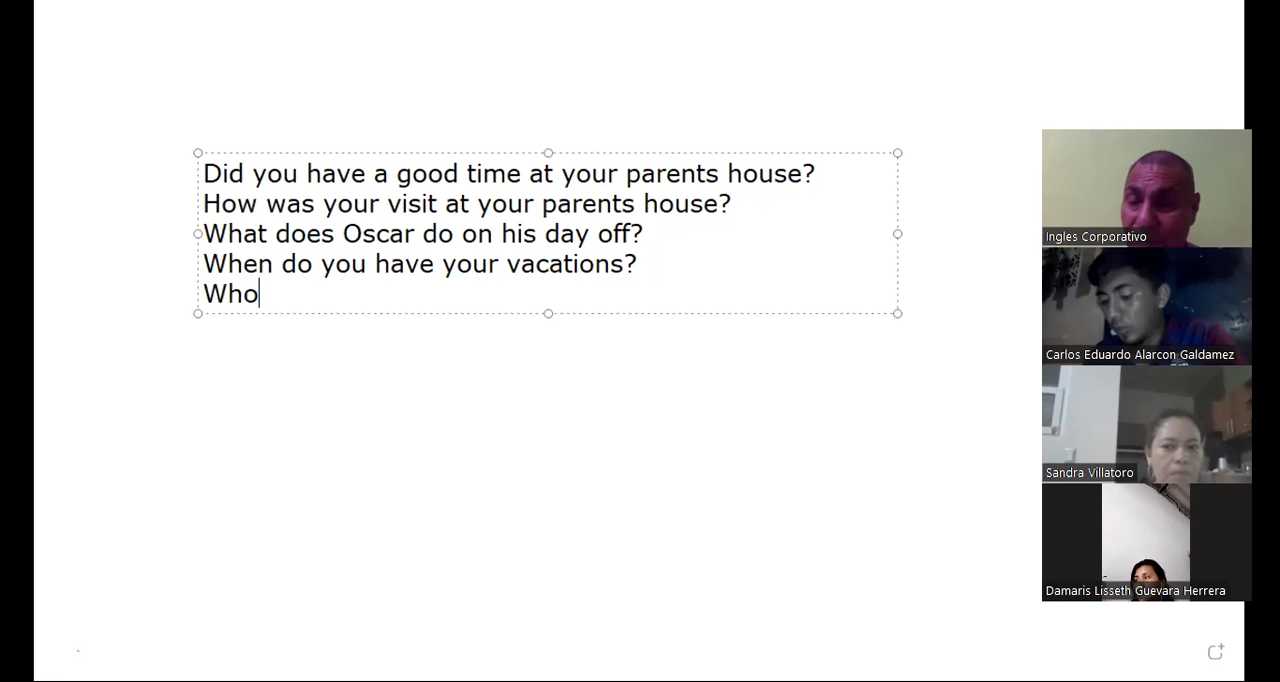 Did you have a good time at your parents house?
How was your visit at your parents house?
What does Oscar do on his day off?
When do you have your vacations?
Who
Ingles Corporativo
Carlos Eduardo Alarcon Galdamez
Sandra Villatoro
Damaris Lisseth Guevara Herrera